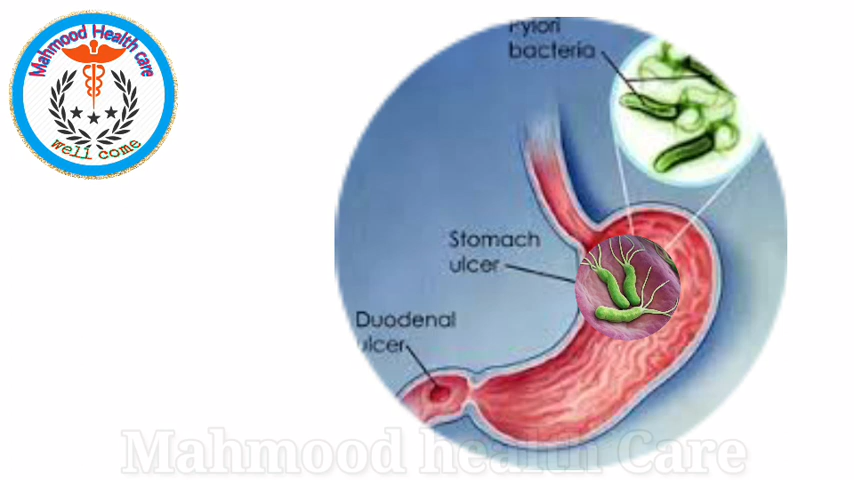 Mahmood Health care
well come
Pylori
bacteria
Stomach
ulcer
Duodenal
ulcer
Mahmood health Care